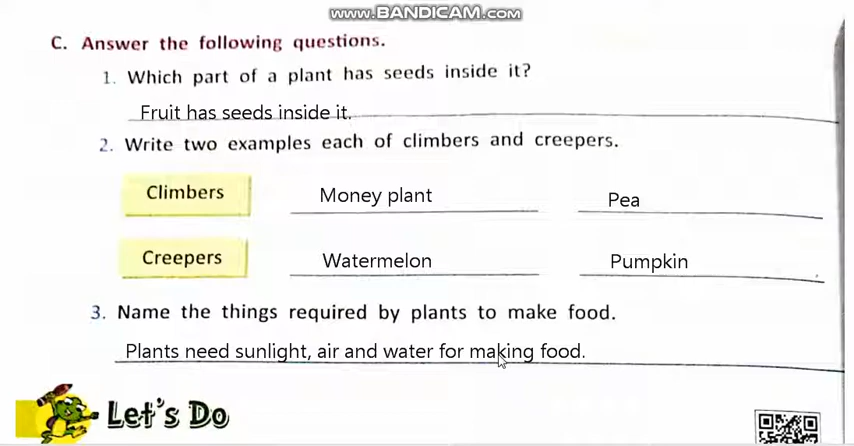 www.BANDICAM.com
C. Answer the following questions.
1. Which part of a plant has seeds inside it?
Fruit has seeds inside it.
2. Write two examples each of climbers and creepers.
Climbers Money plant Pea
Creepers Watermelon Pumpkin
3. Name the things required by plants to make food.
Plants need sunlight, air and water for making food.
Let's Do